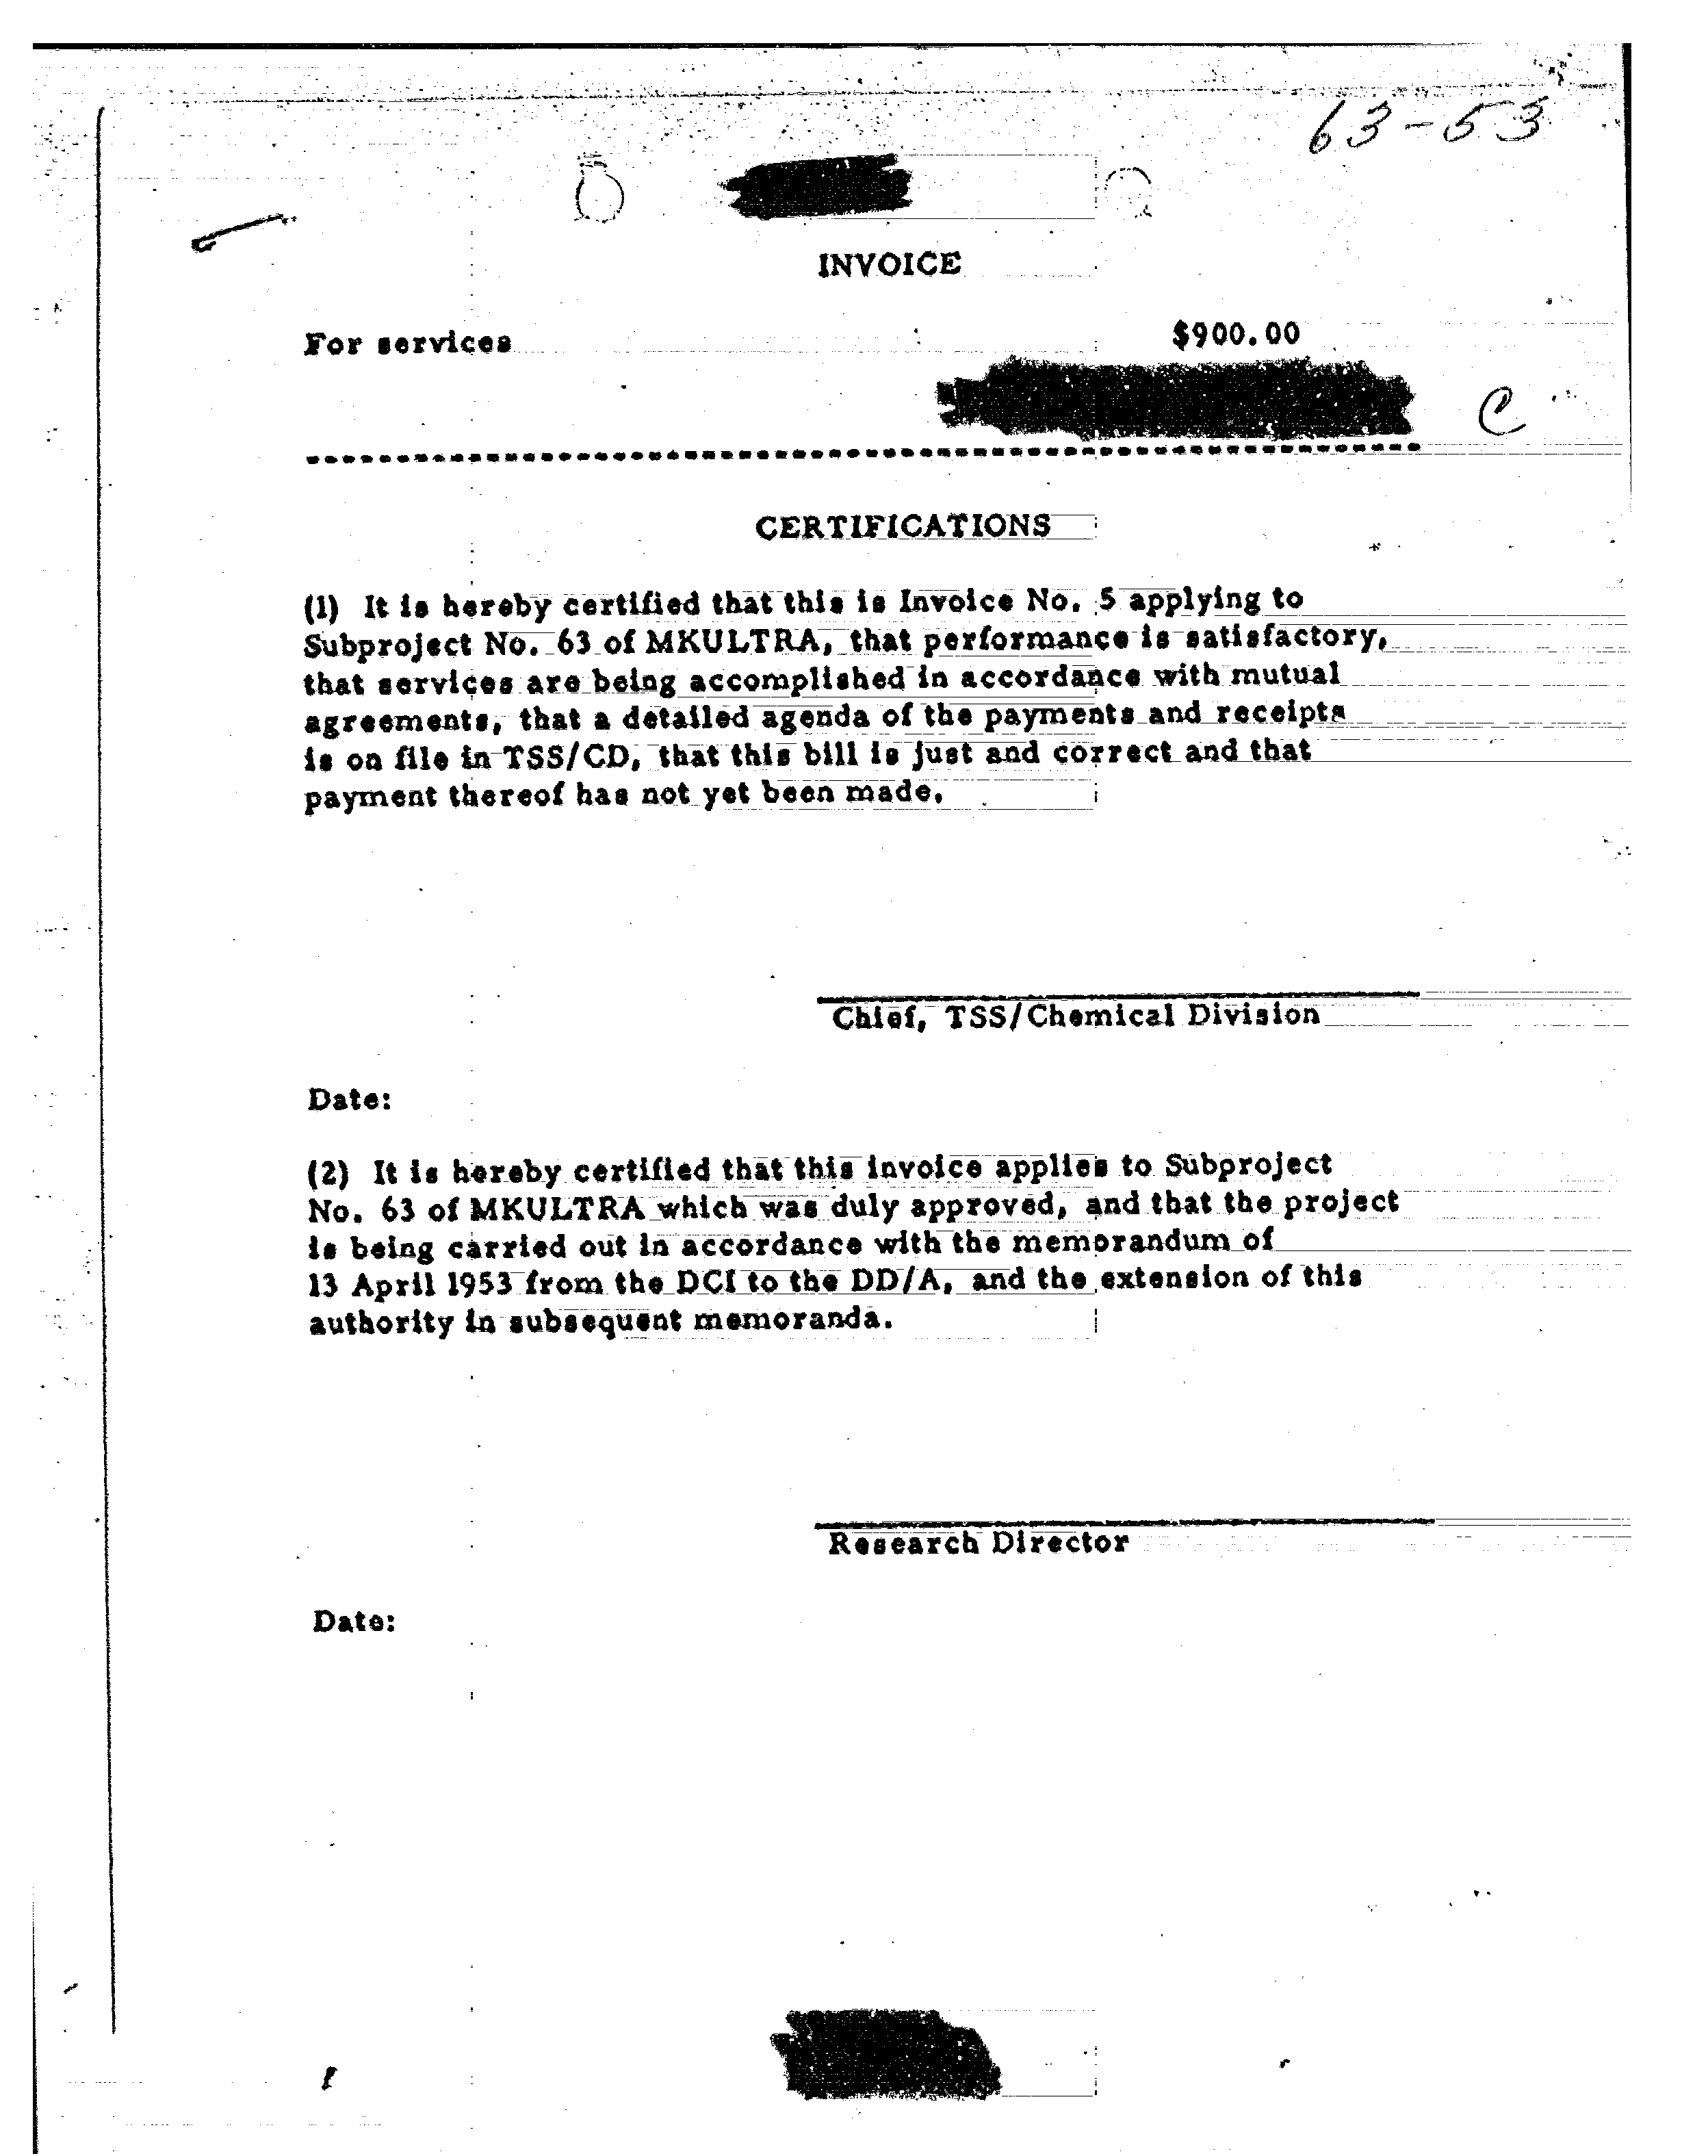 63-53
INVOICE
For services $900.00
C
CERTIFICATIONS
(1) It is hereby certified that this is Invoice No. 5 applying to
Subproject No. 63 of MKULTRA, that performance is satisfactory,
that services are being accomplished in accordance with mutual
agreements, that a detailed agenda of the payments and receipts
is on file in TSS/CD, that this bill is just and correct and that
payment thereof has not yet been made.
Chief, TSS/Chemical Division
Date:
(2) It is hereby certified that this invoice applies to Subproject
No. 63 of MKULTRA which was duly approved, and that the project
is being carried out in accordance with the memorandum of
13 April 1953 from the DCI to the DD/A, and the extension of this
authority in subsequent memoranda.
Research Director
Date: